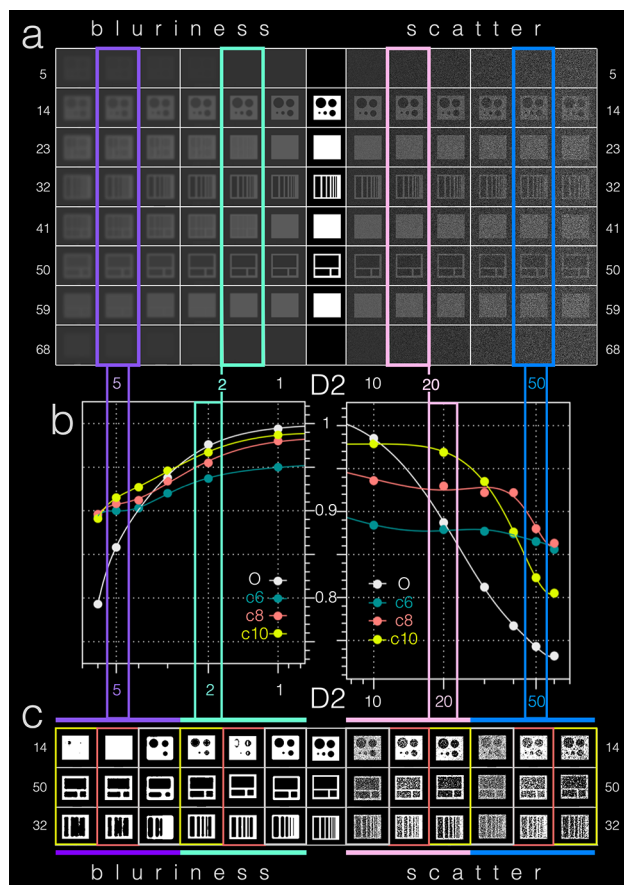 a
bluriness scatter
5 5
14 14
23 23
32 32
41 41
50 50
59 59
68 68
5 2 1 D2 10 20 50
b
1
0.9
0.8
O
c6
c8
c10
O
c6
c8
c10
5 2 1 D2 10 20 50
c
14 14
50 50
32 32
bluriness scatter